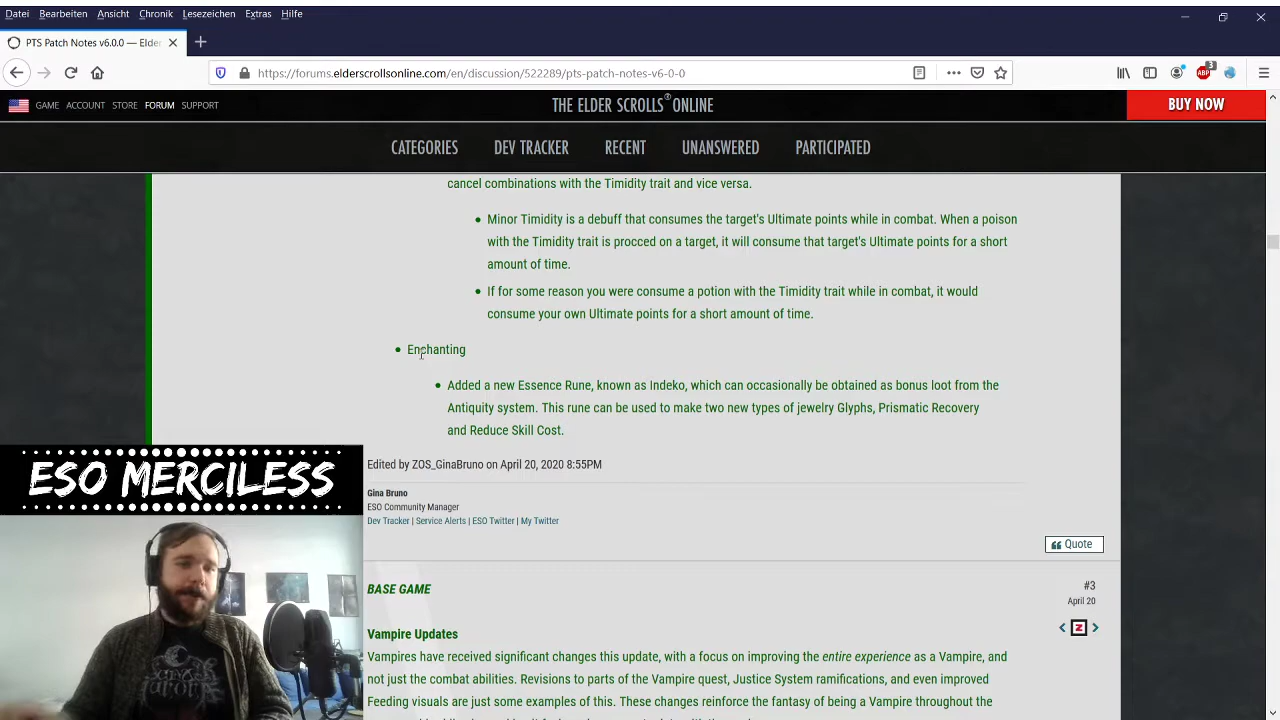 Datei Bearbeiten Ansicht Chronik Lesezeichen Extras Hilfe
PTS Patch Notes v6.0.0 — Elder
https://forums.elderscrollsonline.com/en/discussion/522289/pts-patch-notes-v6-0-0
ABP 3
GAME ACCOUNT STORE FORUM SUPPORT
THE ELDER SCROLLS® ONLINE
BUY NOW
CATEGORIES DEV TRACKER RECENT UNANSWERED PARTICIPATED
cancel combinations with the Timidity trait and vice versa.
• Minor Timidity is a debuff that consumes the target's Ultimate points while in combat. When a poison
with the Timidity trait is procced on a target, it will consume that target's Ultimate points for a short
amount of time.
• If for some reason you were consume a potion with the Timidity trait while in combat, it would
consume your own Ultimate points for a short amount of time.
• Enchanting
• Added a new Essence Rune, known as Indeko, which can occasionally be obtained as bonus loot from the
Antiquity system. This rune can be used to make two new types of jewelry Glyphs, Prismatic Recovery
and Reduce Skill Cost.
Edited by ZOS_GinaBruno on April 20, 2020 8:55PM
Gina Bruno
ESO Community Manager
Dev Tracker | Service Alerts | ESO Twitter | My Twitter
Quote
ESO MERCILESS
BASE GAME
#3
April 20
Vampire Updates
Vampires have received significant changes this update, with a focus on improving the entire experience as a Vampire, and
not just the combat abilities. Revisions to parts of the Vampire quest, Justice System ramifications, and even improved
Feeding visuals are just some examples of this. These changes reinforce the fantasy of being a Vampire throughout the